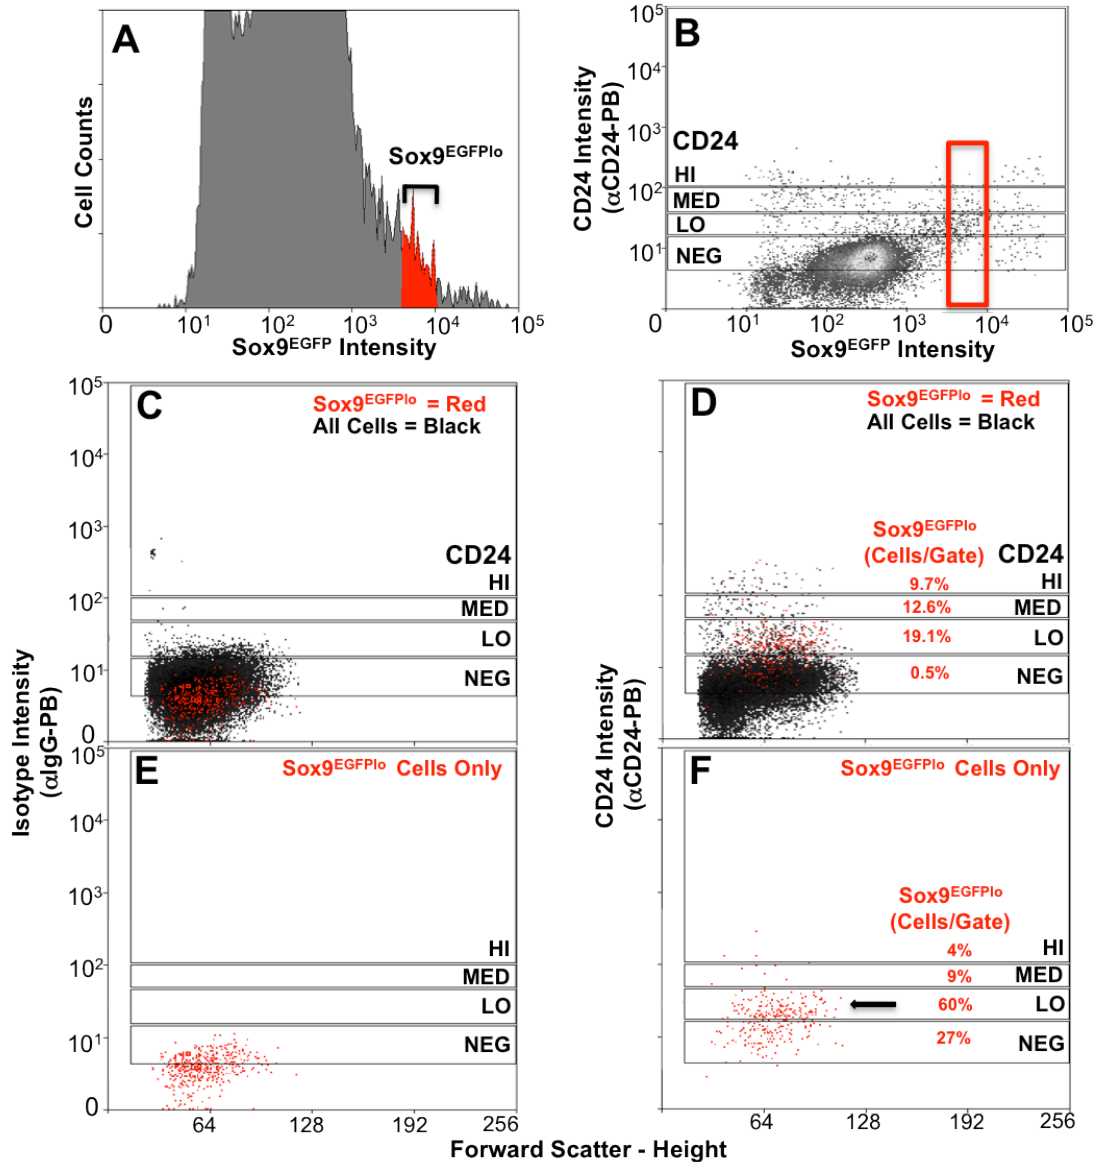 A
Cell Counts
Sox9EGFPlo
0 10¹ 10² 10³ 10⁴ 10⁵
Sox9EGFP Intensity
B
CD24 Intensity
(αCD24-PB)
10⁵
10⁴
10³
10²
10¹
0
CD24
HI
MED
LO
NEG
10¹ 10² 10³ 10⁴ 10⁵
Sox9EGFP Intensity
C
Sox9EGFPlo = Red
All Cells = Black
10⁵
10⁴
10³
10²
10¹
0
CD24
HI
MED
LO
NEG
Isotype Intensity
(αIgG-PB)
D
Sox9EGFPlo = Red
All Cells = Black
Sox9EGFPlo
(Cells/Gate)
CD24
9.7% HI
12.6% MED
19.1% LO
0.5% NEG
CD24 Intensity
(αCD24-PB)
E
Sox9EGFPlo Cells Only
10⁵
10⁴
10³
10²
10¹
0
HI
MED
LO
NEG
64 128 192 256
F
Sox9EGFPlo Cells Only
Sox9EGFPlo
(Cells/Gate)
4% HI
9% MED
60% LO
27% NEG
64 128 192 256
Forward Scatter - Height